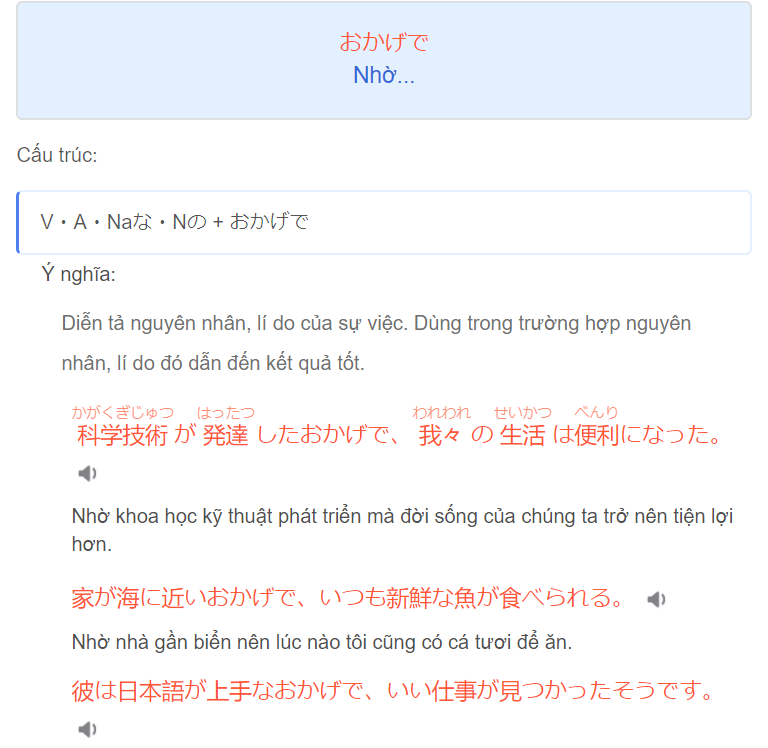 おかげで
Nhờ...
Cấu trúc:
V・A・Naな・Nの + おかげで
Ý nghĩa:
Diễn tả nguyên nhân, lí do của sự việc. Dùng trong trường hợp nguyên
nhân, lí do đó dẫn đến kết quả tốt.
かがくぎじゅつ はったつ われわれ せいかつ べんり
科学技術 が 発達 したおかげで、 我々 の 生活 は便利になった。
Nhờ khoa học kỹ thuật phát triển mà đời sống của chúng ta trở nên tiện lợi
hơn.
家が海に近いおかげで、いつも新鮮な魚が食べられる。
Nhờ nhà gần biển nên lúc nào tôi cũng có cá tươi để ăn.
彼は日本語が上手なおかげで、いい仕事が見つかったそうです。